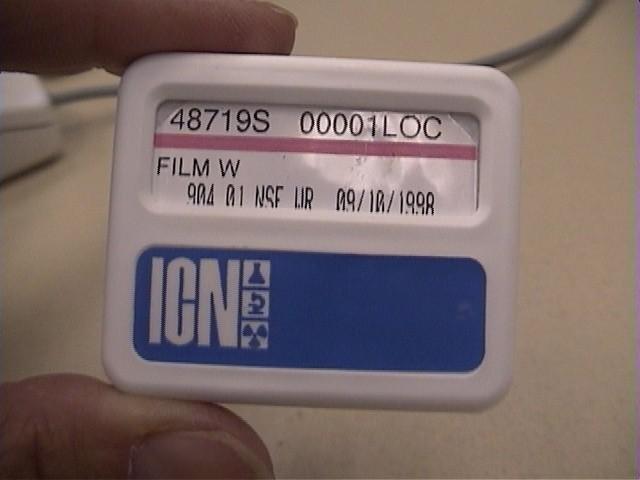 48719S 00001LOC
FILM W
904 01 NSF WR 09/10/1998
ICN